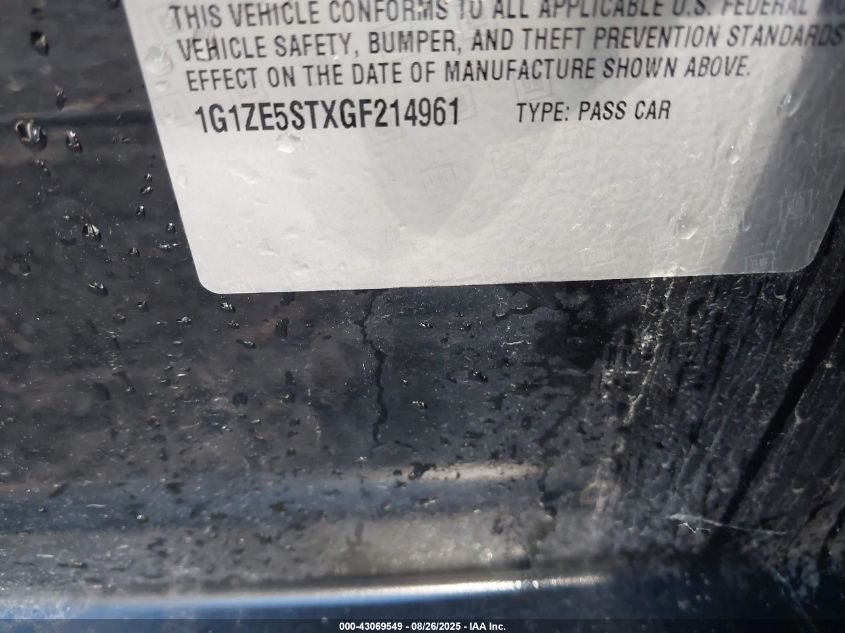 THIS VEHICLE CONFORMS TO ALL APPLICABLE U.S. FEDERAL
VEHICLE SAFETY, BUMPER, AND THEFT PREVENTION STANDARDS
EFFECT ON THE DATE OF MANUFACTURE SHOWN ABOVE.
1G1ZE5STXGF214961 TYPE: PASS CAR
000-43069549 - 08/26/2025 - IAA Inc.